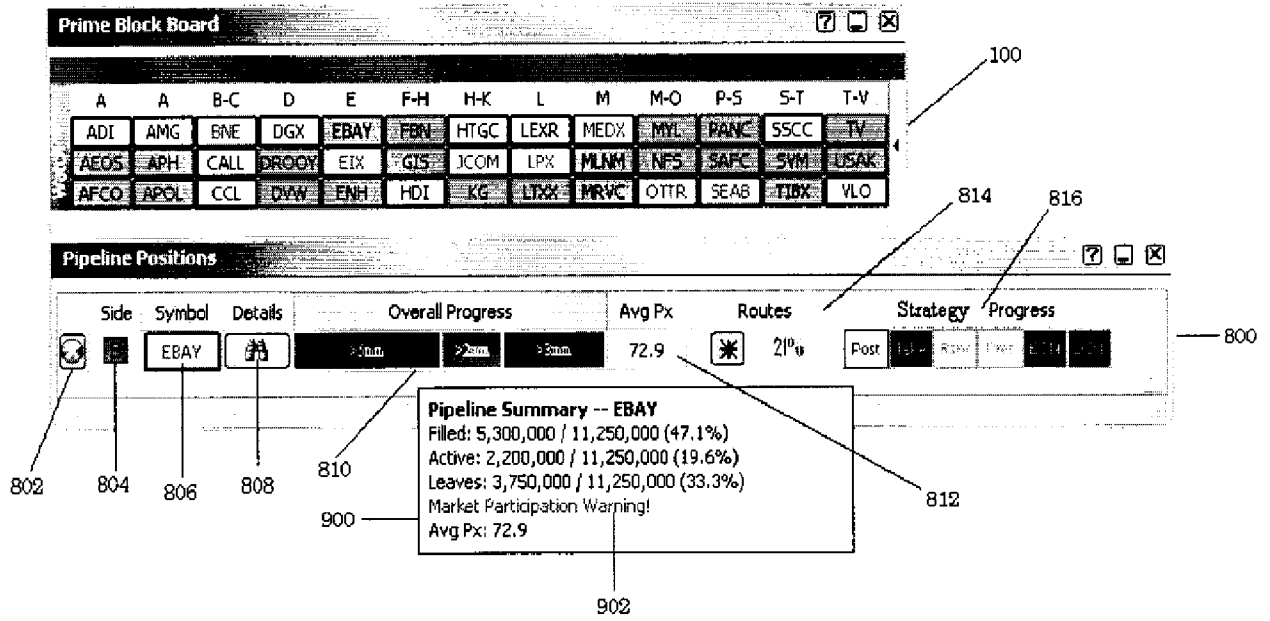 Prime Block Board ?
100
A A B-C D E F-H H-K L M M-O P-S S-T T-V
ADI AMG BNE DGX EBAY FBN HTGC LEXR MEDX MYL PANC SSCC TV
AEOS APH CALL DROOY EIX GIS JCOM LPX MLNM NFS SAFC SVM USAK
AFCO APOL CCL DVW ENH HDI KG LTXX MRVC OTTR SEAB TIBX VLO
814 816
Pipeline Positions ?
Side Symbol Details Overall Progress Avg Px Routes Strategy Progress
EBAY >5mm >2mm >3mm 72.9 21% Post
800
Pipeline Summary -- EBAY
Filled: 5,300,000 / 11,250,000 (47.1%)
Active: 2,200,000 / 11,250,000 (19.6%)
Leaves: 3,750,000 / 11,250,000 (33.3%)
Market Participation Warning!
Avg Px: 72.9
802 804 806 808 810 812
900
902